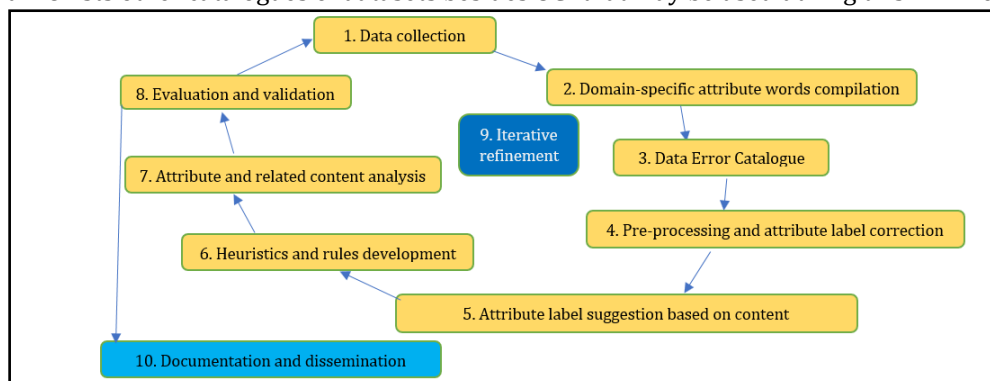 1. Data collection
2. Domain-specific attribute words compilation
3. Data Error Catalogue
4. Pre-processing and attribute label correction
5. Attribute label suggestion based on content
6. Heuristics and rules development
7. Attribute and related content analysis
8. Evaluation and validation
9. Iterative
refinement
10. Documentation and dissemination